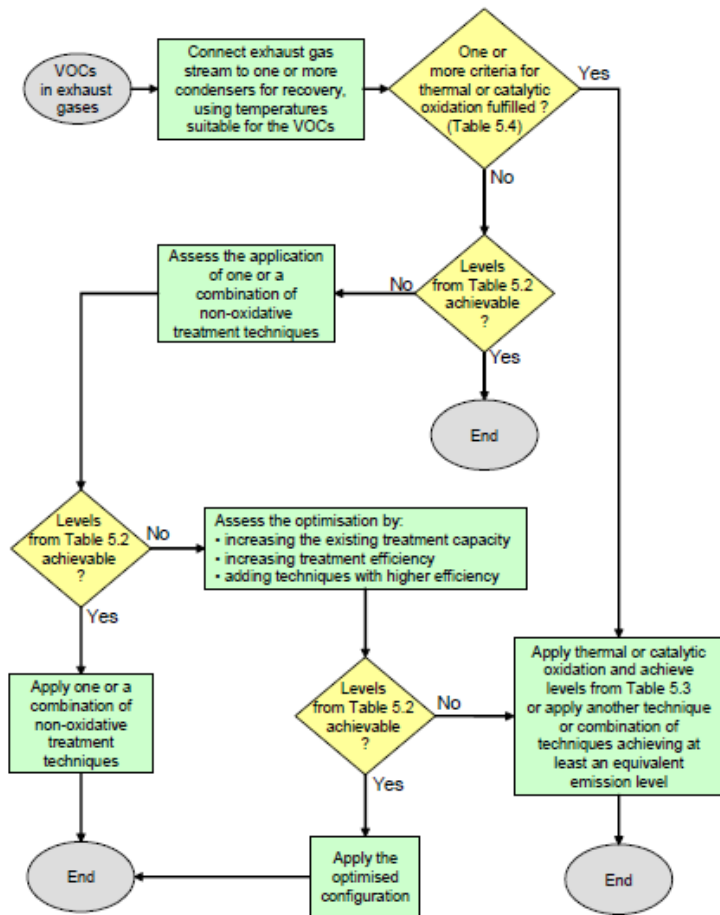 VOCs
in exhaust
gases
Connect exhaust gas
stream to one or more
condensers for recovery,
using temperatures
suitable for the VOCs
One or
more criteria for
thermal or catalytic
oxidation fulfilled ?
(Table 5.4)
Yes
No
Levels
from Table 5.2
achievable
?
No
Yes
End
Assess the application
of one or a
combination of
non-oxidative
treatment techniques
Levels
from Table 5.2
achievable
?
No
Yes
Assess the optimisation by:
• increasing the existing treatment capacity
• increasing treatment efficiency
• adding techniques with higher efficiency
Apply one or a
combination of
non-oxidative
treatment
techniques
Levels
from Table 5.2
achievable
?
No
Yes
Apply thermal or catalytic
oxidation and achieve
levels from Table 5.3
or apply another technique
or combination of
techniques achieving at
least an equivalent
emission level
End
Apply the
optimised
configuration
End